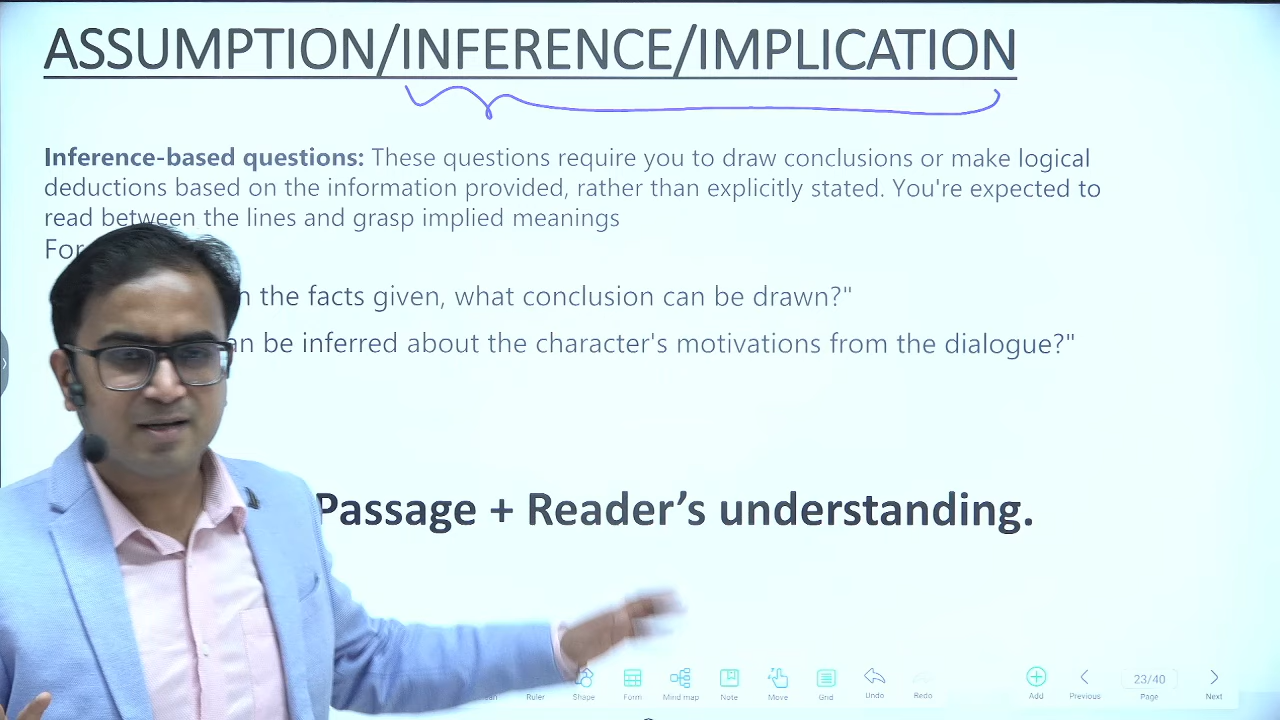 ASSUMPTION/INFERENCE/IMPLICATION
Inference-based questions: These questions require you to draw conclusions or make logical
deductions based on the information provided, rather than explicitly stated. You're expected to
read between the lines and grasp implied meanings
For
the facts given, what conclusion can be drawn?"
be inferred about the character's motivations from the dialogue?"
Passage + Reader’s understanding.
Ruler Shape Form Mind map Note Move Grid Undo Redo Add Previous 23/40 Page Next